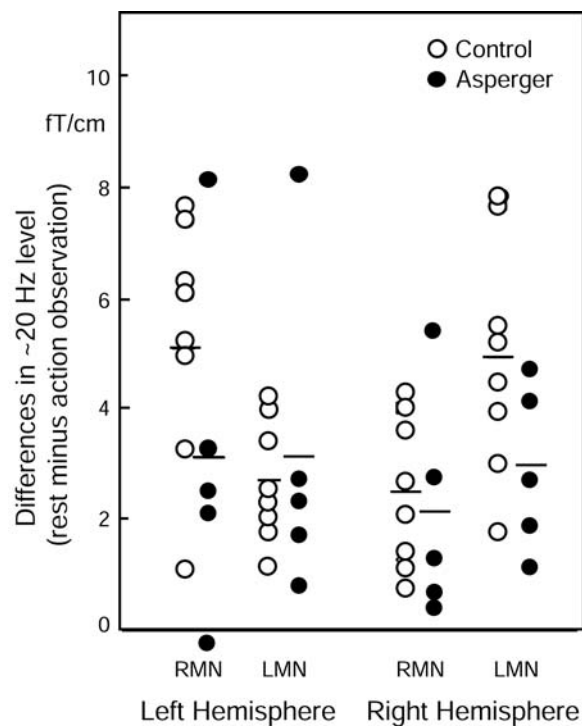 Control
Asperger
10
fT/cm
8
6
4
2
0
Differences in ~20 Hz level
(rest minus action observation)
RMN LMN RMN LMN
Left Hemisphere Right Hemisphere